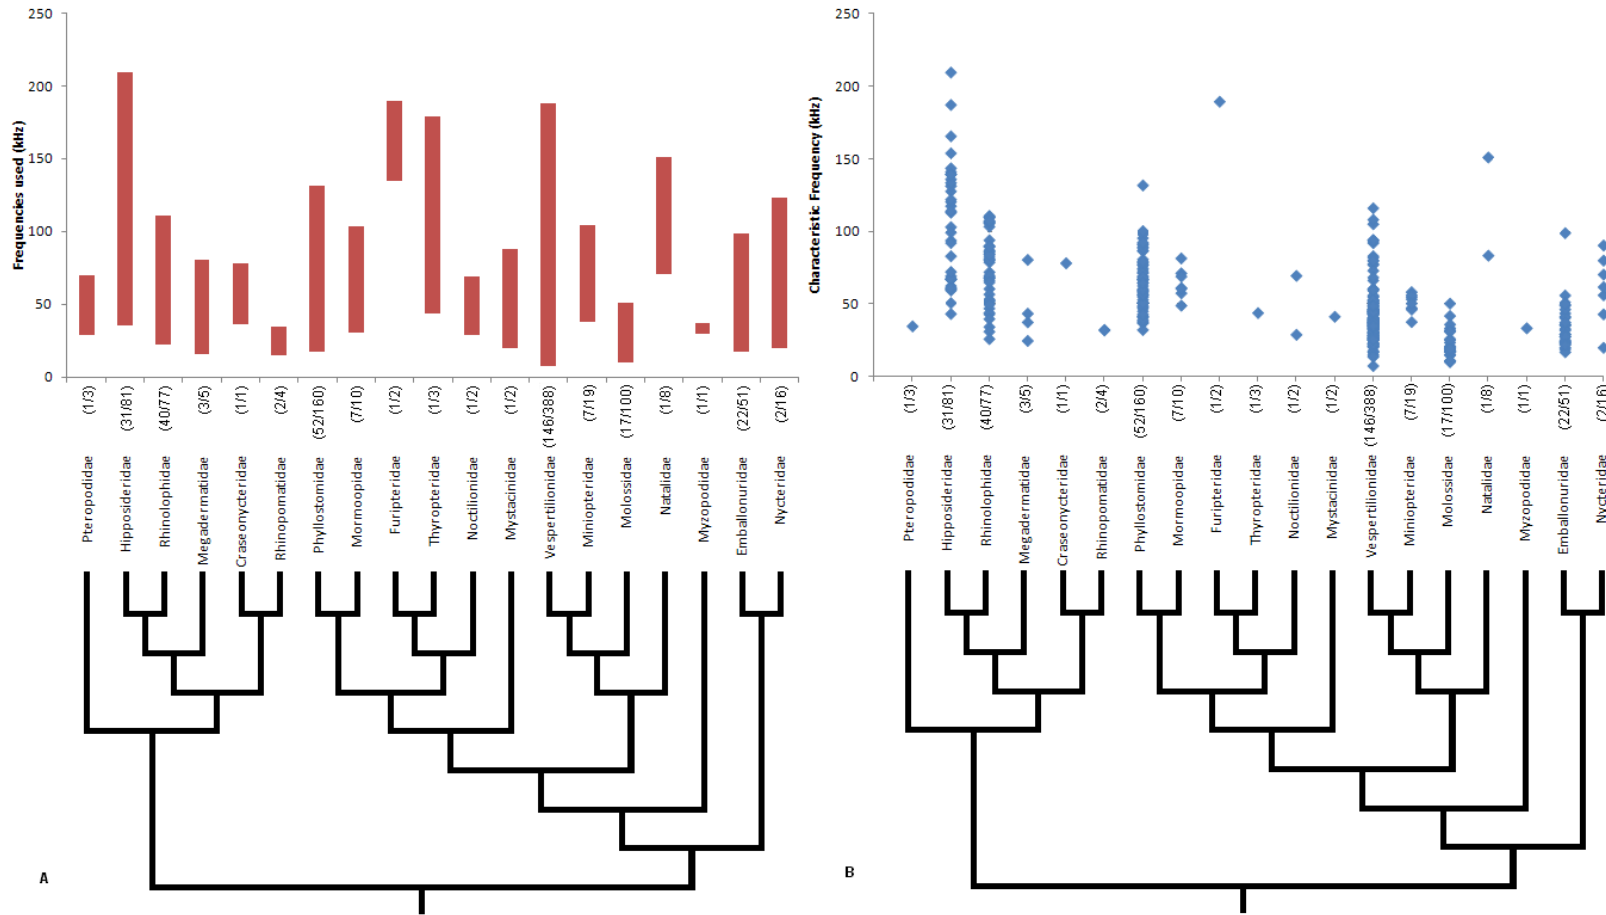 250
200
150
100
50
0
Frequencies used (kHz)
(1/3)
(31/81)
(40/77)
(3/5)
(1/1)
(2/4)
(52/160)
(7/10)
(1/2)
(1/3)
(1/2)
(1/2)
(146/388)
(7/19)
(17/100)
(1/8)
(1/1)
(22/51)
(2/16)
Pteropodidae
Hipposideridae
Rhinolophidae
Megadermatidae
Craseonycteridae
Rhinopomatidae
Phyllostomidae
Mormoopidae
Furipteridae
Thyropteridae
Noctilionidae
Mystacinidae
Vespertilionidae
Miniopteridae
Molossidae
Natalidae
Myzopodidae
Emballonuridae
Nycteridae
A
250
200
150
100
50
0
Characteristic Frequency (kHz)
(1/3)
(31/81)
(40/77)
(3/5)
(1/1)
(2/4)
(52/160)
(7/10)
(1/2)
(1/3)
(1/2)
(1/2)
(146/388)
(7/19)
(17/100)
(1/8)
(1/1)
(22/51)
(2/16)
Pteropodidae
Hipposideridae
Rhinolophidae
Megadermatidae
Craseonycteridae
Rhinopomatidae
Phyllostomidae
Mormoopidae
Furipteridae
Thyropteridae
Noctilionidae
Mystacinidae
Vespertilionidae
Miniopteridae
Molossidae
Natalidae
Myzopodidae
Emballonuridae
Nycteridae
B